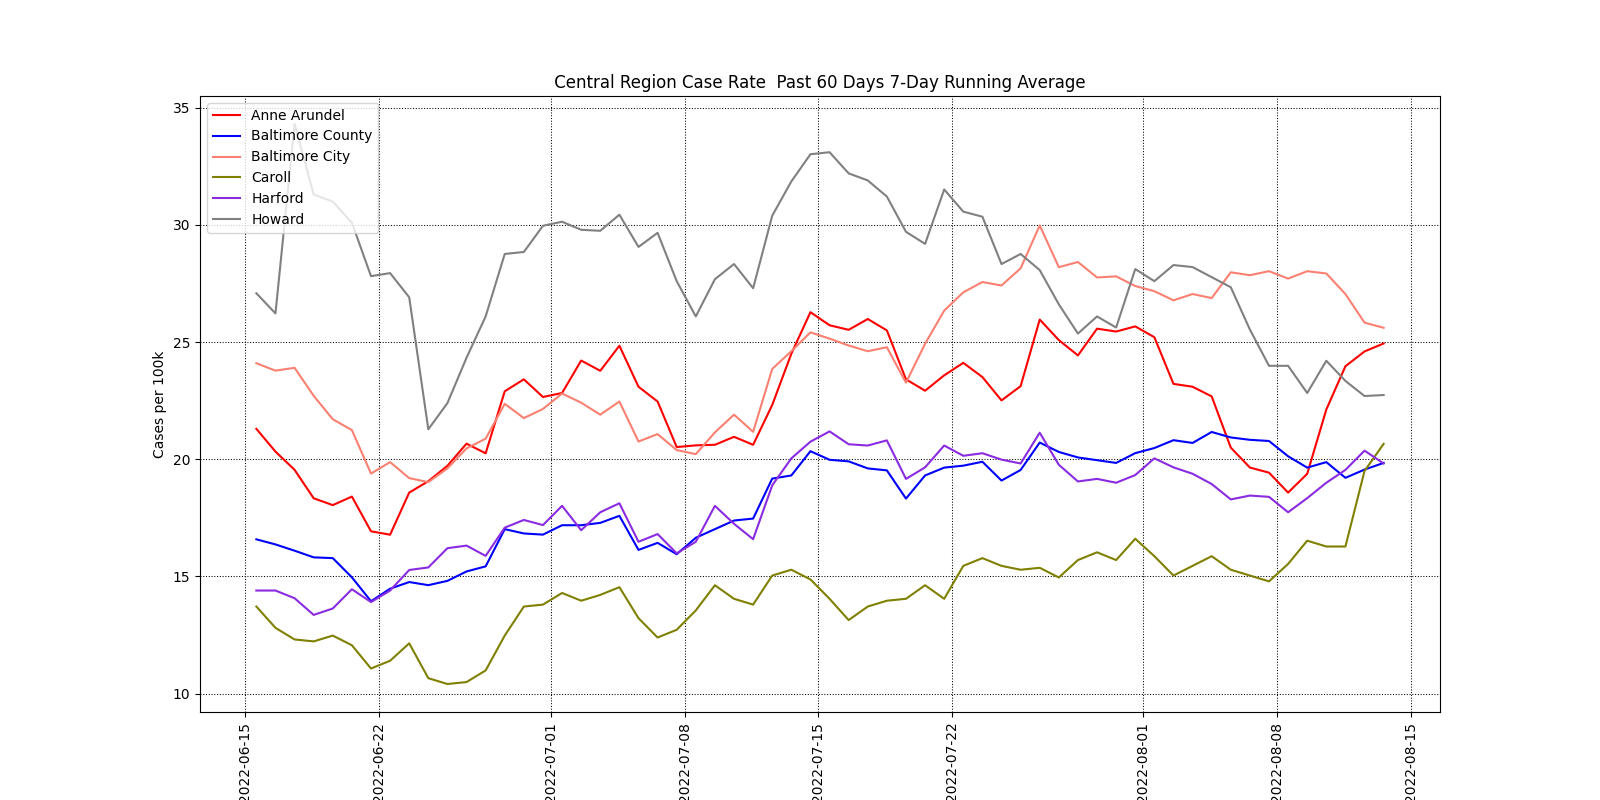 Central Region Case Rate  Past 60 Days 7-Day Running Average
Cases per 100k
35
30
25
20
15
10
Anne Arundel
Baltimore County
Baltimore City
Caroll
Harford
Howard
2022-06-15
2022-06-22
2022-07-01
2022-07-08
2022-07-15
2022-07-22
2022-08-01
2022-08-08
2022-08-15